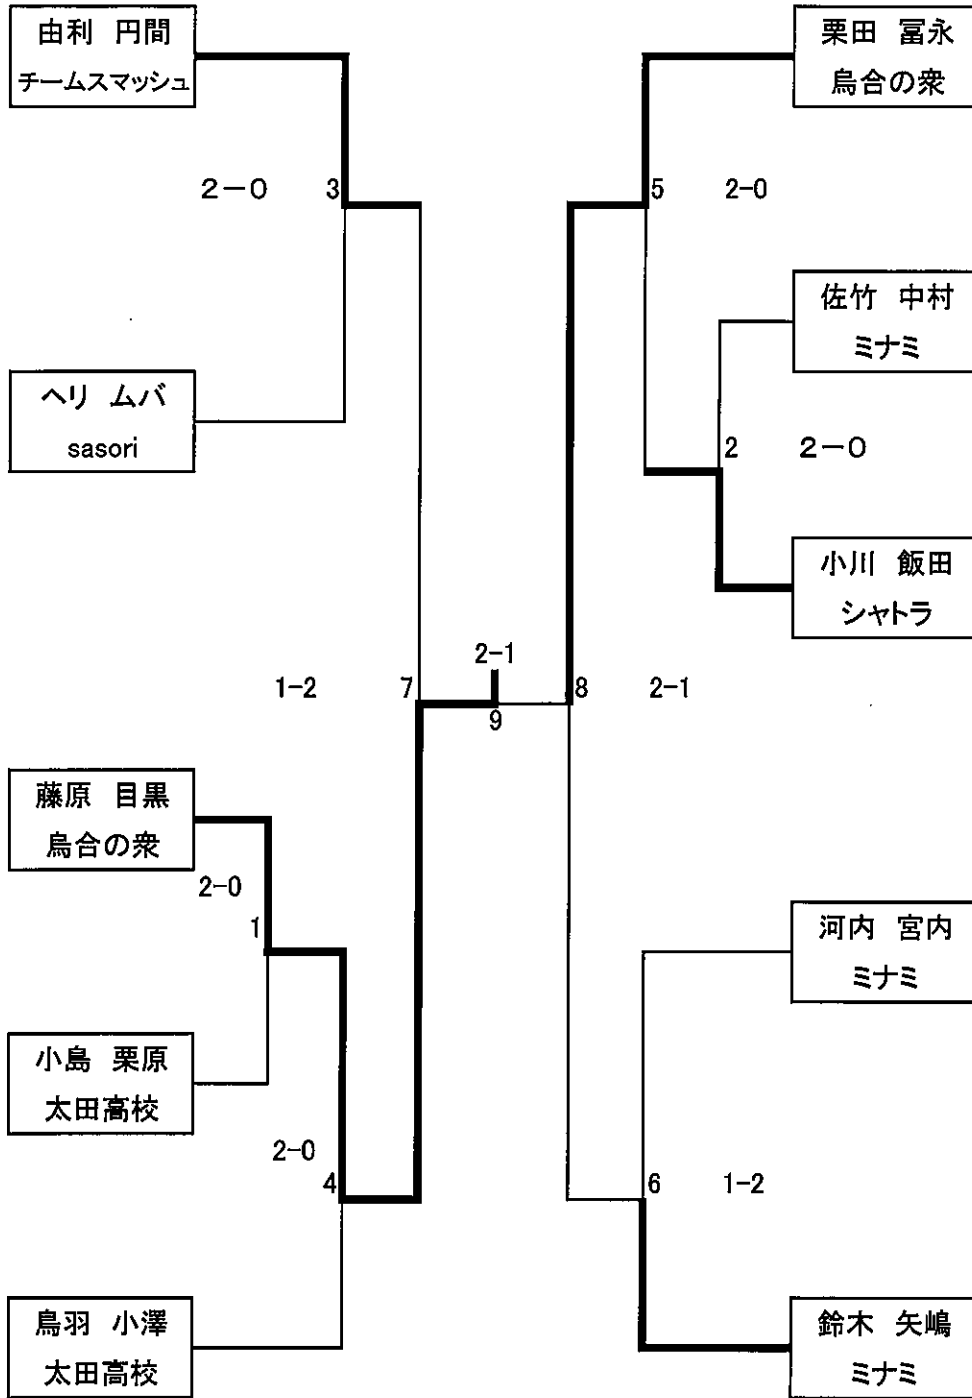 由利 円間
チームスマッシュ
2-0 3
ヘリ ムバ
sasori
1-2 7
藤原 目黒
烏合の衆
2-0
1
小島 栗原
太田高校
2-0
4
鳥羽 小澤
太田高校
2-1
9
栗田 冨永
烏合の衆
5 2-0
佐竹 中村
ミナミ
2 2-0
小川 飯田
シャトラ
8 2-1
河内 宮内
ミナミ
6 1-2
鈴木 矢嶋
ミナミ